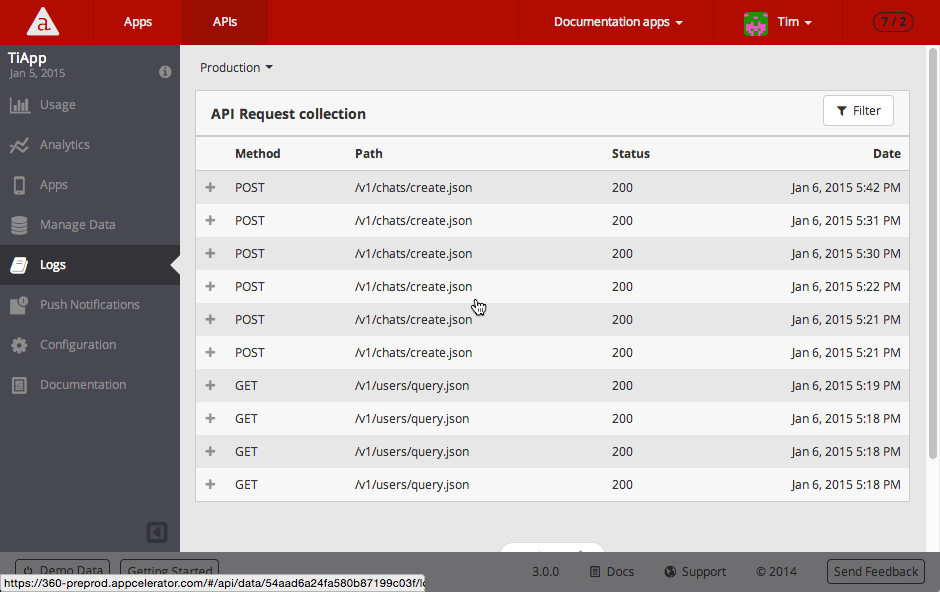 a Apps APIs Documentation apps Tim 7 / 2
TiApp
Jan 5, 2015
Usage
Analytics
Apps
Manage Data
Logs
Push Notifications
Configuration
Documentation
Production
API Request collection Filter
Method Path Status Date
POST /v1/chats/create.json 200 Jan 6, 2015 5:42 PM
POST /v1/chats/create.json 200 Jan 6, 2015 5:31 PM
POST /v1/chats/create.json 200 Jan 6, 2015 5:30 PM
POST /v1/chats/create.json 200 Jan 6, 2015 5:22 PM
POST /v1/chats/create.json 200 Jan 6, 2015 5:21 PM
POST /v1/chats/create.json 200 Jan 6, 2015 5:21 PM
GET /v1/users/query.json 200 Jan 6, 2015 5:19 PM
GET /v1/users/query.json 200 Jan 6, 2015 5:18 PM
GET /v1/users/query.json 200 Jan 6, 2015 5:18 PM
GET /v1/users/query.json 200 Jan 6, 2015 5:18 PM
Demo Data Getting Started 3.0.0 Docs Support © 2014 Send Feedback
https://360-preprod.appcelerator.com/#/api/data/54aad6a24fa580b87199c03f/lo